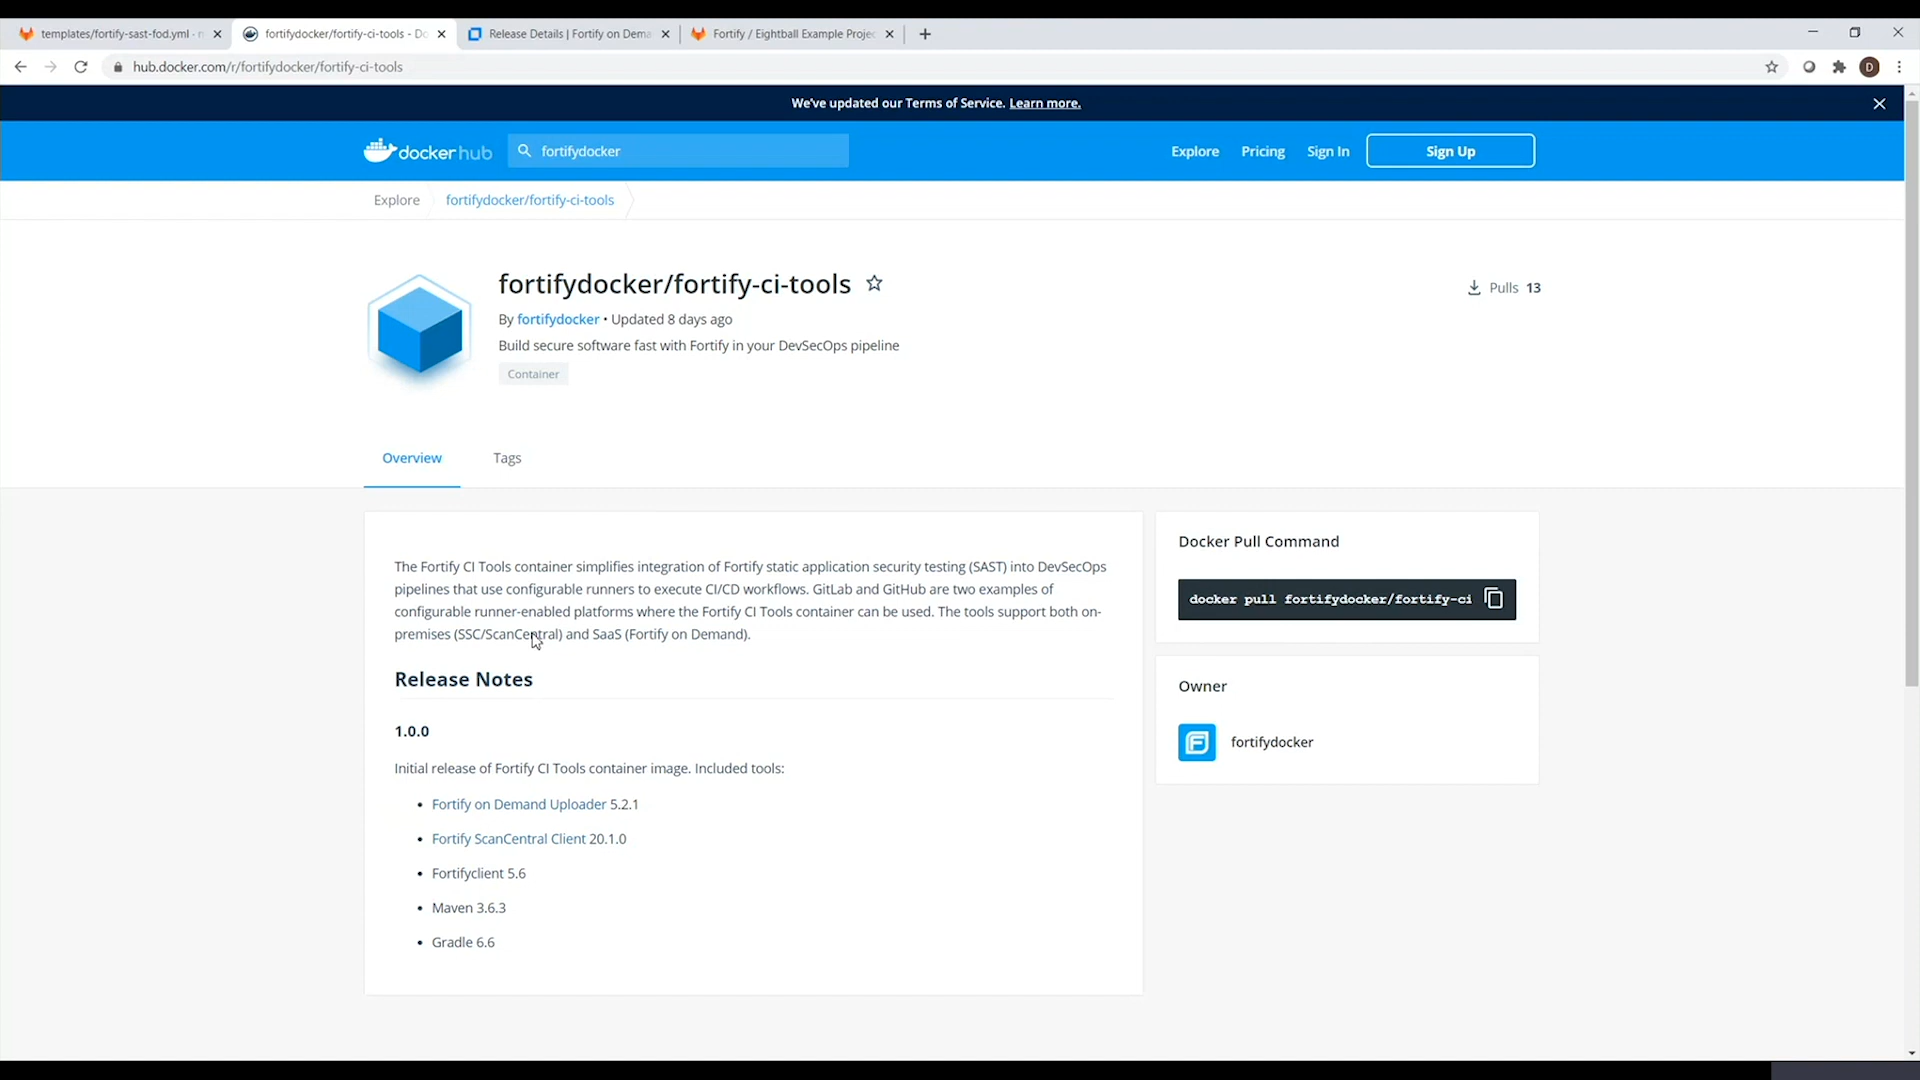 templates/fortify-sast-fod.yml -
fortifydocker/fortify-ci-tools - Do
Release Details | Fortify on Dema
Fortify / Eightball Example Projec
hub.docker.com/r/fortifydocker/fortify-ci-tools
D
We've updated our Terms of Service. Learn more.
docker hub
fortifydocker
Explore
Pricing
Sign In
Sign Up
Explore
fortifydocker/fortify-ci-tools
fortifydocker/fortify-ci-tools
Pulls 13
By fortifydocker • Updated 8 days ago
Build secure software fast with Fortify in your DevSecOps pipeline
Container
Overview
Tags
The Fortify CI Tools container simplifies integration of Fortify static application security testing (SAST) into DevSecOps
pipelines that use configurable runners to execute CI/CD workflows. GitLab and GitHub are two examples of
configurable runner-enabled platforms where the Fortify CI Tools container can be used. The tools support both on-
premises (SSC/ScanCentral) and SaaS (Fortify on Demand).
Release Notes
1.0.0
Initial release of Fortify CI Tools container image. Included tools:
• Fortify on Demand Uploader 5.2.1
• Fortify ScanCentral Client 20.1.0
• Fortifyclient 5.6
• Maven 3.6.3
• Gradle 6.6
Docker Pull Command
docker pull fortifydocker/fortify-ci
Owner
fortifydocker